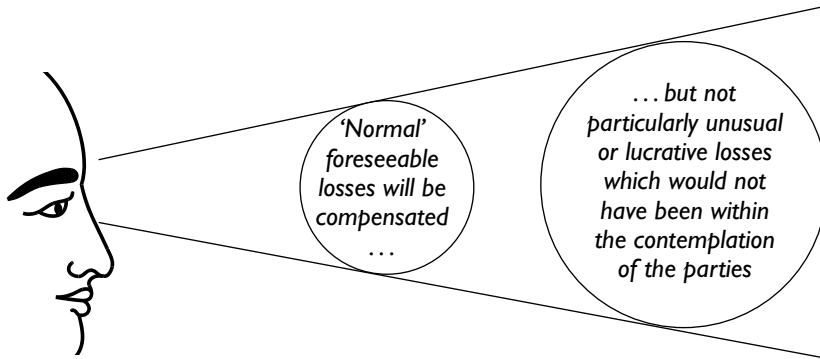 ‘Normal’
foreseeable
losses will be
compensated
...
... but not
particularly unusual
or lucrative losses
which would not
have been within
the contemplation
of the parties